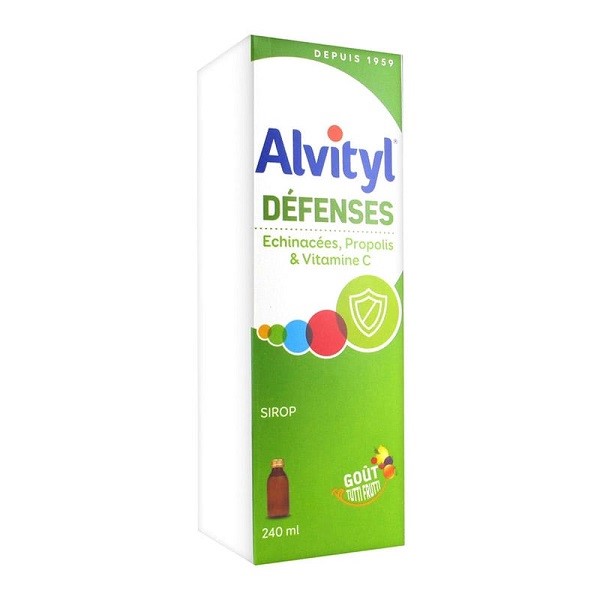 DEPUIS 1959
Alvityl®
DÉFENSES
Echinacées, Propolis
& Vitamine C
SIROP
GOÛT
TUTTI FRUTTI
240 ml